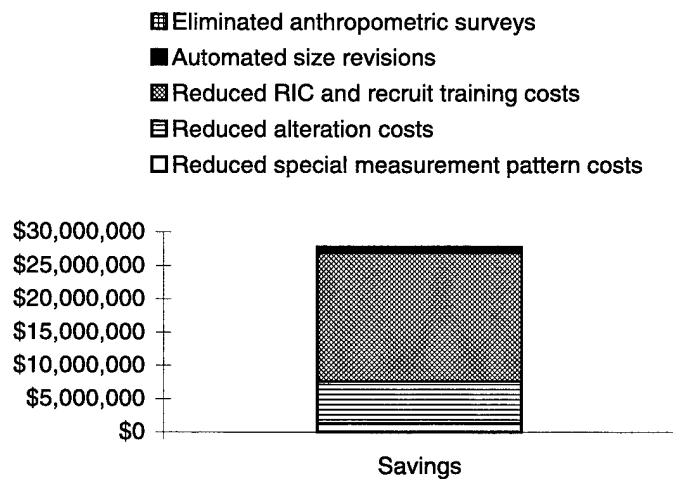 Eliminated anthropometric surveys
Automated size revisions
Reduced RIC and recruit training costs
Reduced alteration costs
Reduced special measurement pattern costs
$30,000,000
$25,000,000
$20,000,000
$15,000,000
$10,000,000
$5,000,000
$0
Savings